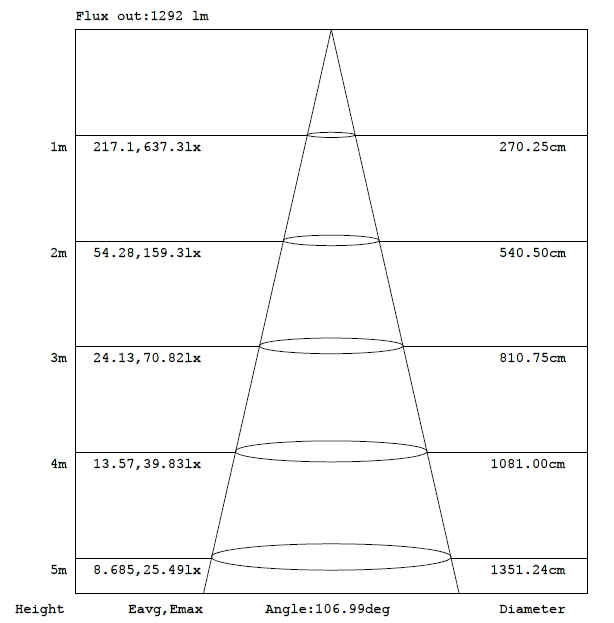 Flux out:1292 lm
1m 217.1,637.3lx 270.25cm
2m 54.28,159.3lx 540.50cm
3m 24.13,70.82lx 810.75cm
4m 13.57,39.83lx 1081.00cm
5m 8.685,25.49lx 1351.24cm
Height Eavg,Emax Angle:106.99deg Diameter